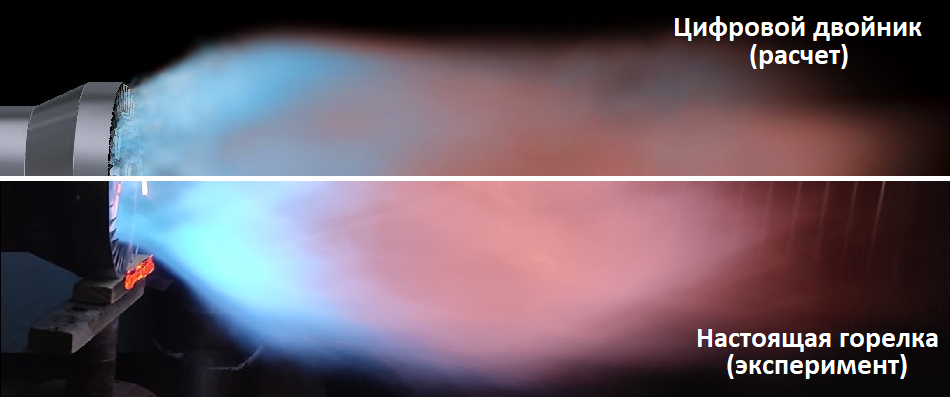 Цифровой двойник
(расчет)
Настоящая горелка
(эксперимент)